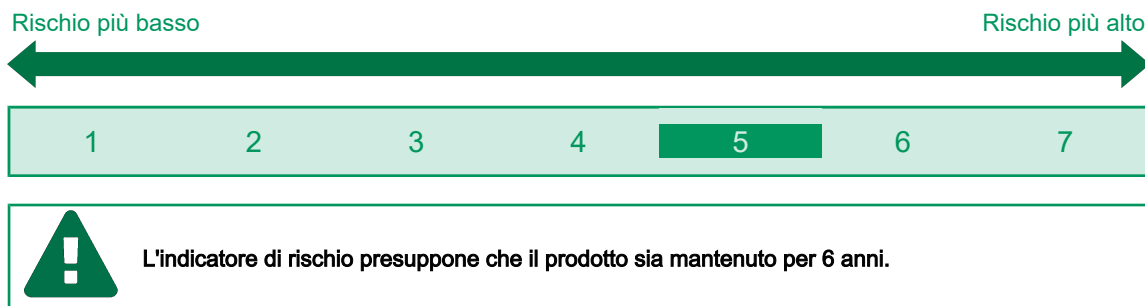 Rischio più basso Rischio più alto
1 2 3 4 5 6 7
L'indicatore di rischio presuppone che il prodotto sia mantenuto per 6 anni.